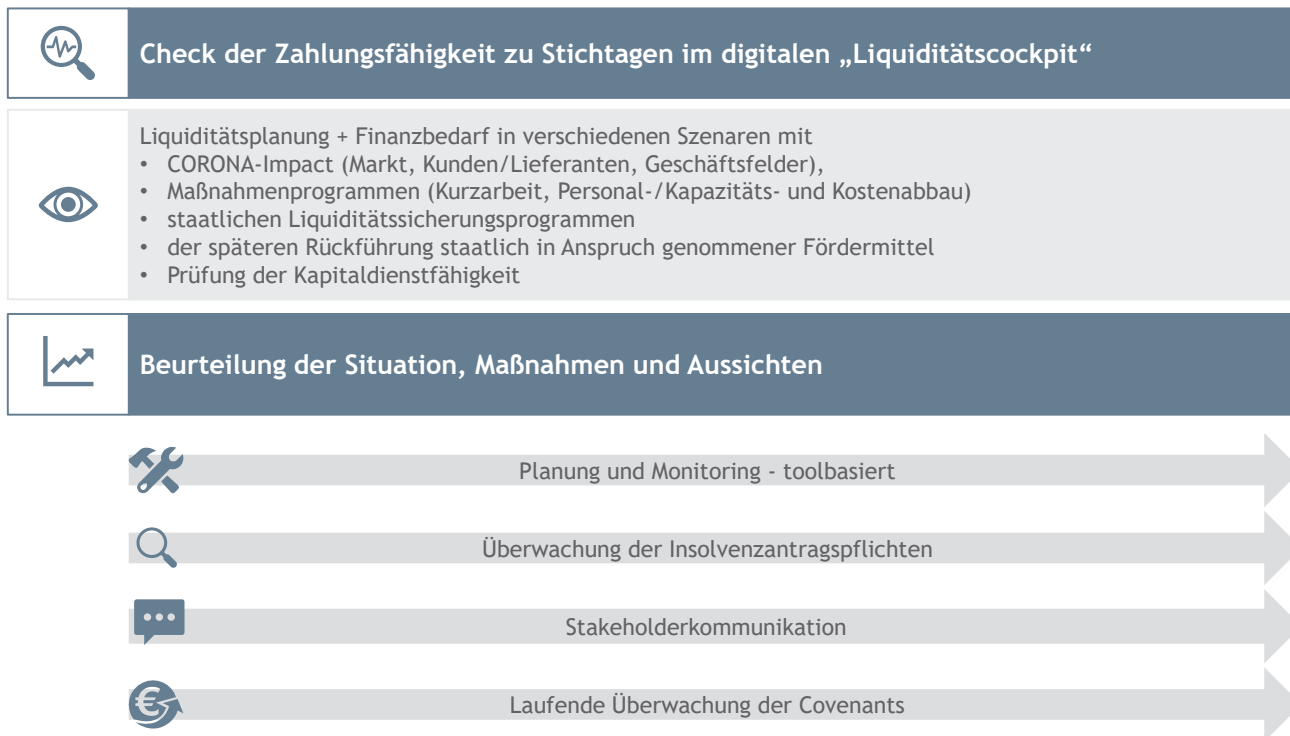 Check der Zahlungsfähigkeit zu Stichtagen im digitalen „Liquiditätscockpit“
Liquiditätsplanung + Finanzbedarf in verschiedenen Szenaren mit
• CORONA-Impact (Markt, Kunden/Lieferanten, Geschäftsfelder),
• Maßnahmenprogrammen (Kurzarbeit, Personal-/Kapazitäts- und Kostenabbau)
• staatlichen Liquiditätssicherungsprogrammen
• der späteren Rückführung staatlich in Anspruch genommener Fördermittel
• Prüfung der Kapitaldienstfähigkeit
Beurteilung der Situation, Maßnahmen und Aussichten
Planung und Monitoring - toolbasiert
Überwachung der Insolvenzantragspflichten
Stakeholderkommunikation
Laufende Überwachung der Covenants